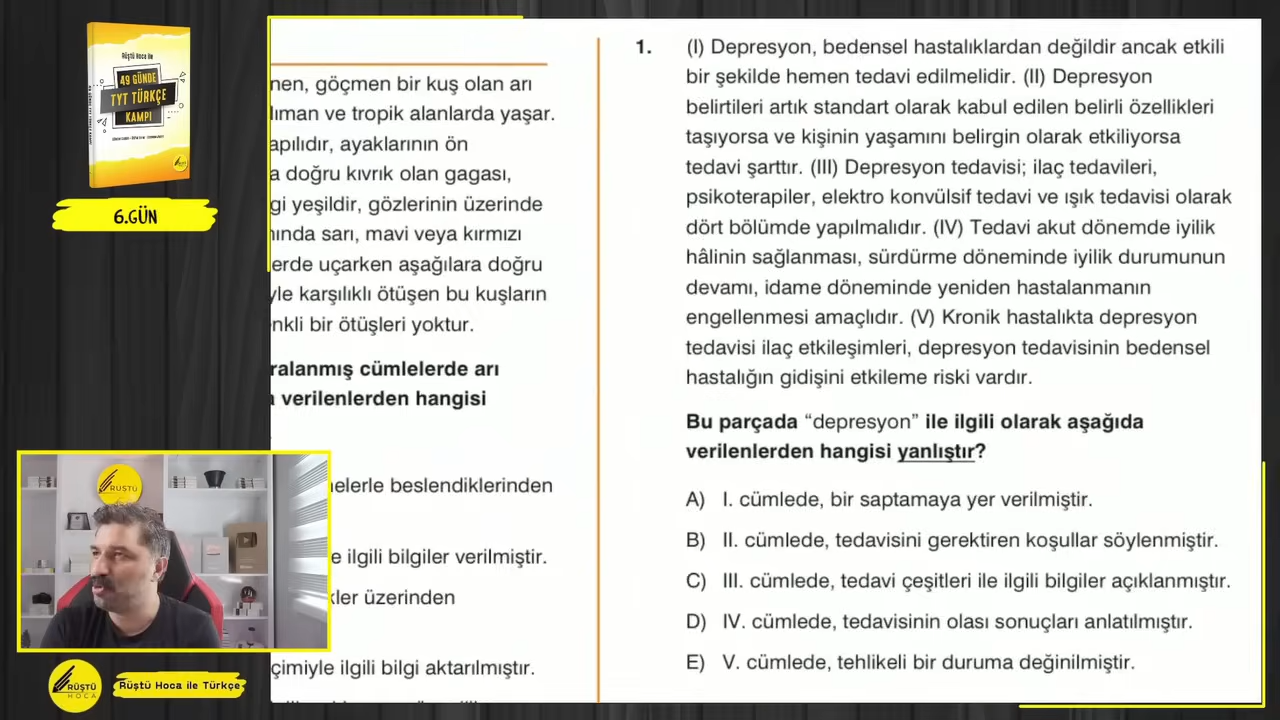 Rüştü Hoca ile
49 GÜNDE
TYT TÜRKÇE
KAMPI
6.GÜN
nen, göçmen bir kuş olan arı
lıman ve tropik alanlarda yaşar.
apılıdır, ayaklarının ön
a doğru kıvrık olan gagası,
gi yeşildir, gözlerinin üzerinde
nında sarı, mavi veya kırmızı
erde uçarken aşağılara doğru
yle karşılıklı ötüşen bu kuşların
enkli bir ötüşleri yoktur.
ralanmış cümlelerde arı
verilenlerden hangisi
nelerle beslendiklerinden
e ilgili bilgiler verilmiştir.
kler üzerinden
çimiyle ilgili bilgi aktarılmıştır.
1. (I) Depresyon, bedensel hastalıklardan değildir ancak etkili
bir şekilde hemen tedavi edilmelidir. (II) Depresyon
belirtileri artık standart olarak kabul edilen belirli özellikleri
taşıyorsa ve kişinin yaşamını belirgin olarak etkiliyorsa
tedavi şarttır. (III) Depresyon tedavisi; ilaç tedavileri,
psikoterapiler, elektro konvülsif tedavi ve ışık tedavisi olarak
dört bölümde yapılmalıdır. (IV) Tedavi akut dönemde iyilik
hâlinin sağlanması, sürdürme döneminde iyilik durumunun
devamı, idame döneminde yeniden hastalanmanın
engellenmesi amaçlıdır. (V) Kronik hastalıkta depresyon
tedavisi ilaç etkileşimleri, depresyon tedavisinin bedensel
hastalığın gidişini etkileme riski vardır.
Bu parçada “depresyon” ile ilgili olarak aşağıda
verilenlerden hangisi yanlıştır?
A) I. cümlede, bir saptamaya yer verilmiştir.
B) II. cümlede, tedavisini gerektiren koşullar söylenmiştir.
C) III. cümlede, tedavi çeşitleri ile ilgili bilgiler açıklanmıştır.
D) IV. cümlede, tedavisinin olası sonuçları anlatılmıştır.
E) V. cümlede, tehlikeli bir duruma değinilmiştir.
RÜŞTÜ
HOCA
RÜŞTÜ
HOCA
Rüştü Hoca ile Türkçe